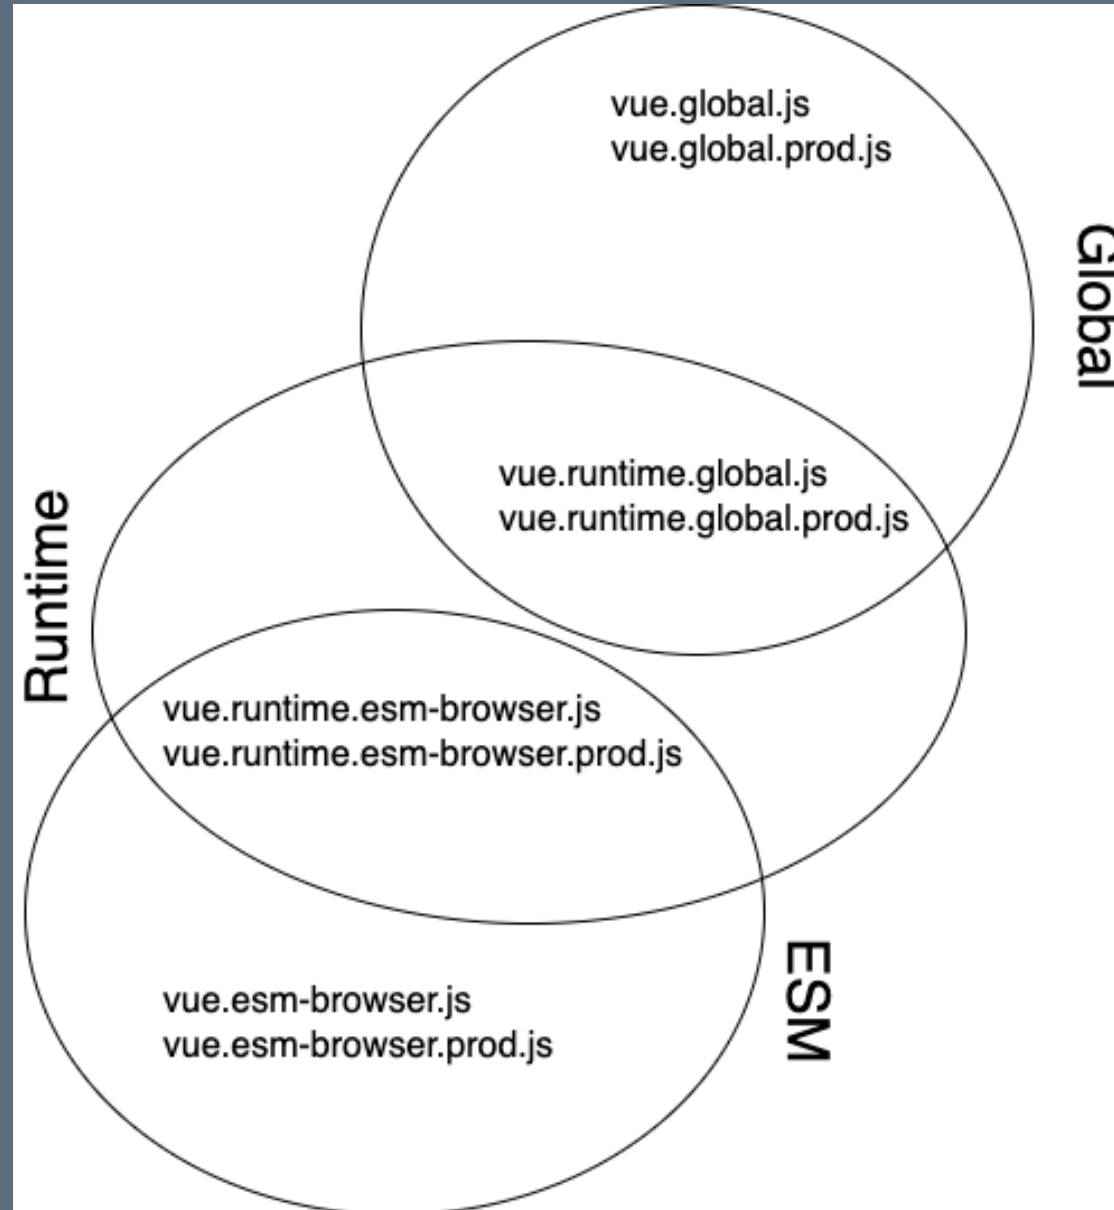 vue.global.js
vue.global.prod.js
Global
vue.runtime.global.js
vue.runtime.global.prod.js
Runtime
vue.runtime.esm-browser.js
vue.runtime.esm-browser.prod.js
ESM
vue.esm-browser.js
vue.esm-browser.prod.js